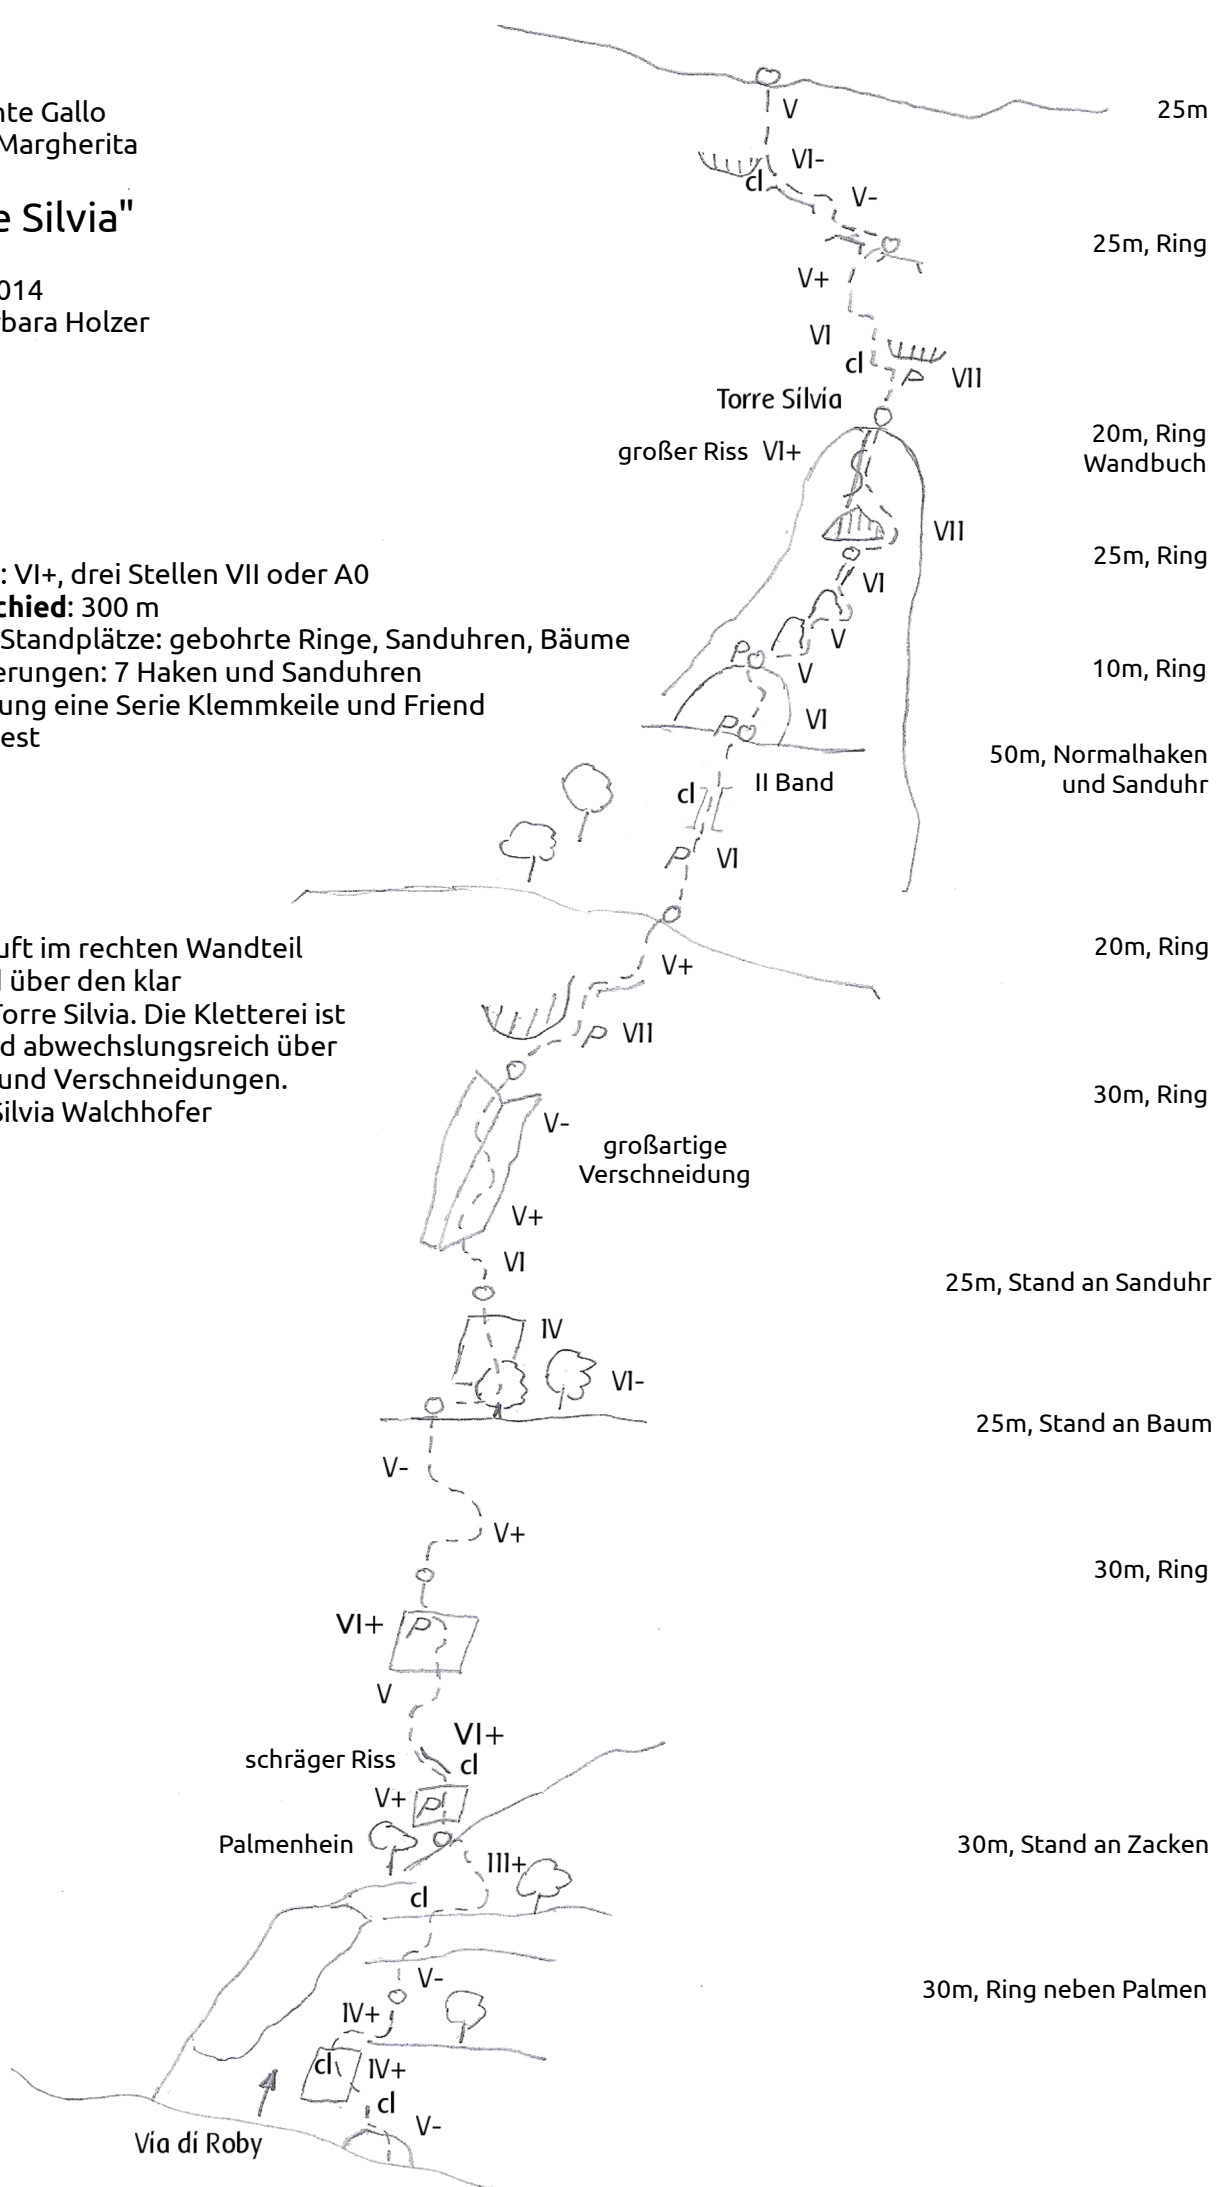 nte Gallo
Margherita
e Silvia"
014
rbara Holzer
V
25m
VI-
cl
V-
25m, Ring
V+
VI
cl
P
VII
Torre Silvia
großer Riss VI+
20m, Ring
Wandbuch
VII
25m, Ring
VI
: VI+, drei Stellen VII oder A0
chied: 300 m
Standplätze: gebohrte Ringe, Sanduhren, Bäume
erungen: 7 Haken und Sanduhren
ung eine Serie Klemmkeile und Friend
est
V
P
V
10m, Ring
VI
P
50m, Normalhaken
und Sanduhr
II Band
cl
P
VI
uft im rechten Wandteil
d über den klar
Torre Silvia. Die Kletterei ist
d abwechslungsreich über
und Verschneidungen.
Silvia Walchhofer
20m, Ring
V+
P
VII
30m, Ring
V-
großartige
Verschneidung
V+
VI
25m, Stand an Sanduhr
IV
VI-
25m, Stand an Baum
V-
V+
30m, Ring
VI+
P
V
VI+
schräger Riss
cl
V+
P
Palmenhein
30m, Stand an Zacken
III+
cl
V-
30m, Ring neben Palmen
IV+
cl
IV+
cl
V-
Via di Roby